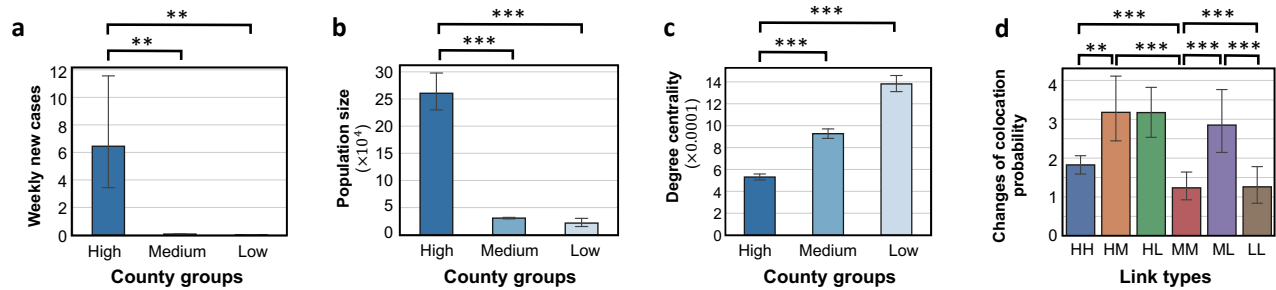 a
**
**
Weekly new cases
12
10
8
6
4
2
0
High Medium Low
County groups
b
***
***
Population size
(×10⁴)
30
25
20
15
10
5
0
High Medium Low
County groups
c
***
***
Degree centrality
(×0.0001)
14
12
10
8
6
4
2
0
High Medium Low
County groups
d
*** ***
** *** *** ***
Changes of colocation
probability
4
3
2
1
0
HH HM HL MM ML LL
Link types